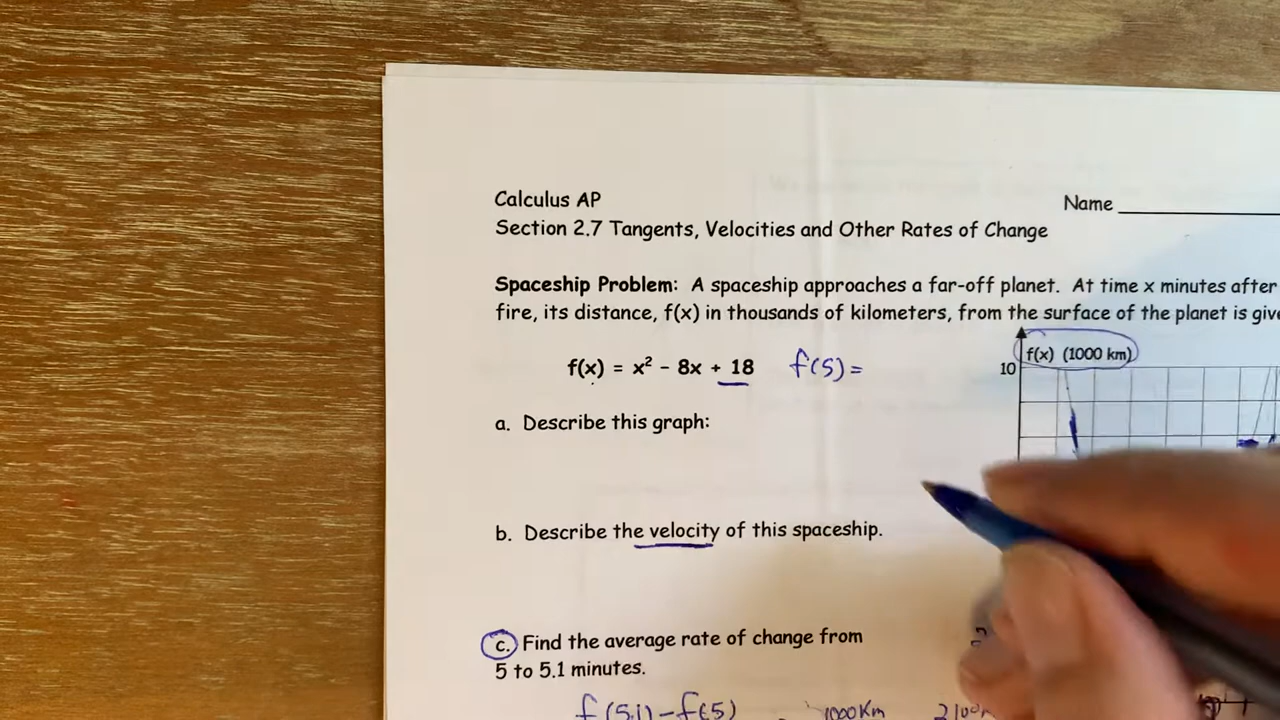 Calculus AP
Name
Section 2.7 Tangents, Velocities and Other Rates of Change
Spaceship Problem: A spaceship approaches a far-off planet. At time x minutes after
fire, its distance, f(x) in thousands of kilometers, from the surface of the planet is give
f(x) (1000 km)
10
f(x) = x² - 8x + 18 f(5) =
a. Describe this graph:
b. Describe the velocity of this spaceship.
c. Find the average rate of change from
5 to 5.1 minutes.
f(5.1) - f(5) 1000 Km